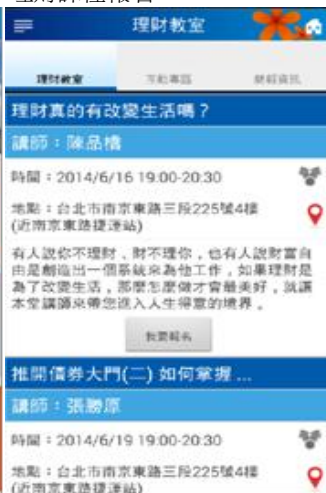 理財教室
理財教室
互動專區
財經資訊
理財真的有改變生活嗎？
講師：陳品橋
時間：2014/6/16 19:00-20:30
地點：台北市南京東路三段225號4樓
(近南京東路捷運站)
有人說你不理財，財不理你，也有人說財富自
由是創造出一個系統來為他工作，如果理財是
為了改變生活，那麼怎麼做才會最美好，就讓
本堂講師來帶您進入人生得意的境界。
我要報名
推開債券大門(二) 如何掌握 ...
講師：張勝原
時間：2014/6/19 19:00-20:30
地點：台北市南京東路三段225號4樓
(近南京東路捷運站)